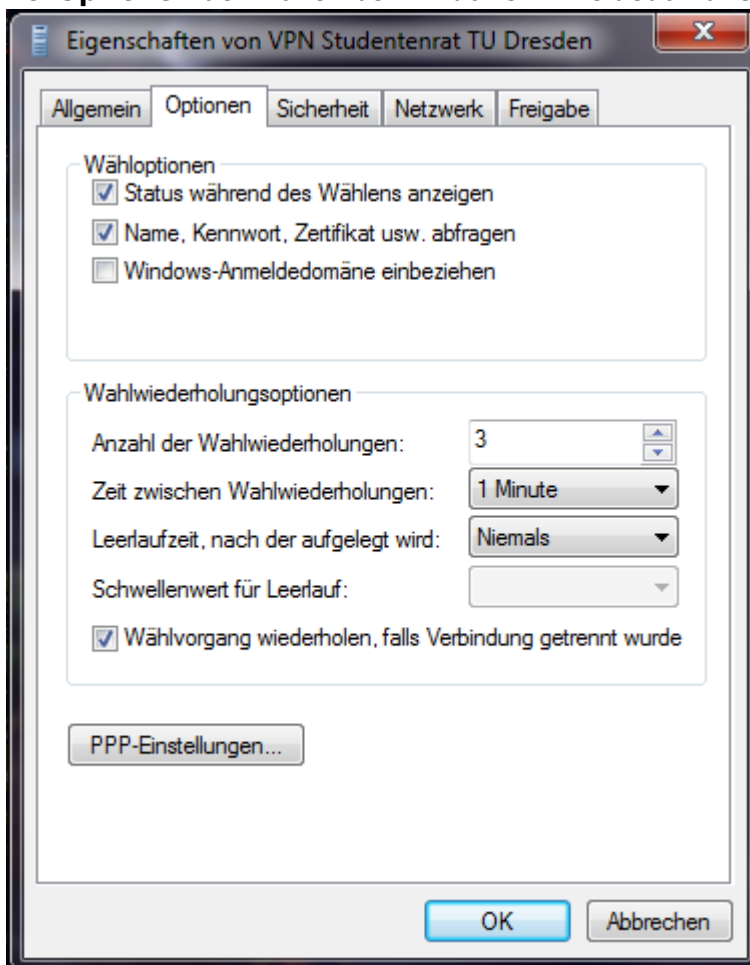 Eigenschaften von VPN Studentenrat TU Dresden
Allgemein Optionen Sicherheit Netzwerk Freigabe
Wähloptionen
Status während des Wählens anzeigen
Name, Kennwort, Zertifikat usw. abfragen
Windows-Anmeldedomäne einbeziehen
Wahlwiederholungsoptionen
Anzahl der Wahlwiederholungen: 3
Zeit zwischen Wahlwiederholungen: 1 Minute
Leerlaufzeit, nach der aufgelegt wird: Niemals
Schwellenwert für Leerlauf:
Wählvorgang wiederholen, falls Verbindung getrennt wurde
PPP-Einstellungen...
OK Abbrechen